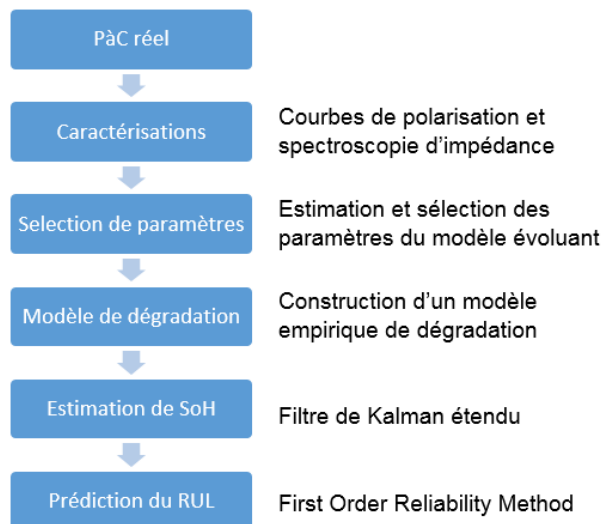 PàC réel
Caractérisations
Courbes de polarisation et
spectroscopie d'impédance
Selection de paramètres
Estimation et sélection des
paramètres du modèle évoluant
Modèle de dégradation
Construction d'un modèle
empirique de dégradation
Estimation de SoH
Filtre de Kalman étendu
Prédiction du RUL
First Order Reliability Method